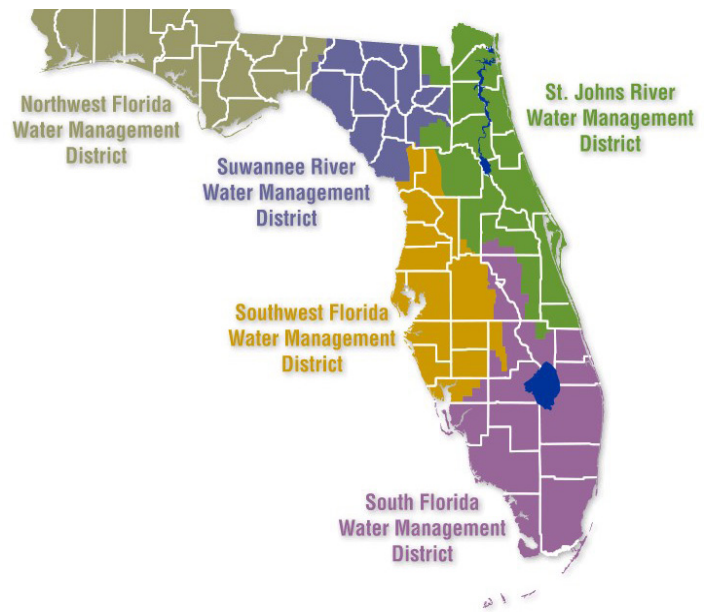 Northwest Florida
Water Management
District
St. Johns River
Water Management
District
Suwannee River
Water Management
District
Southwest Florida
Water Management
District
South Florida
Water Management
District